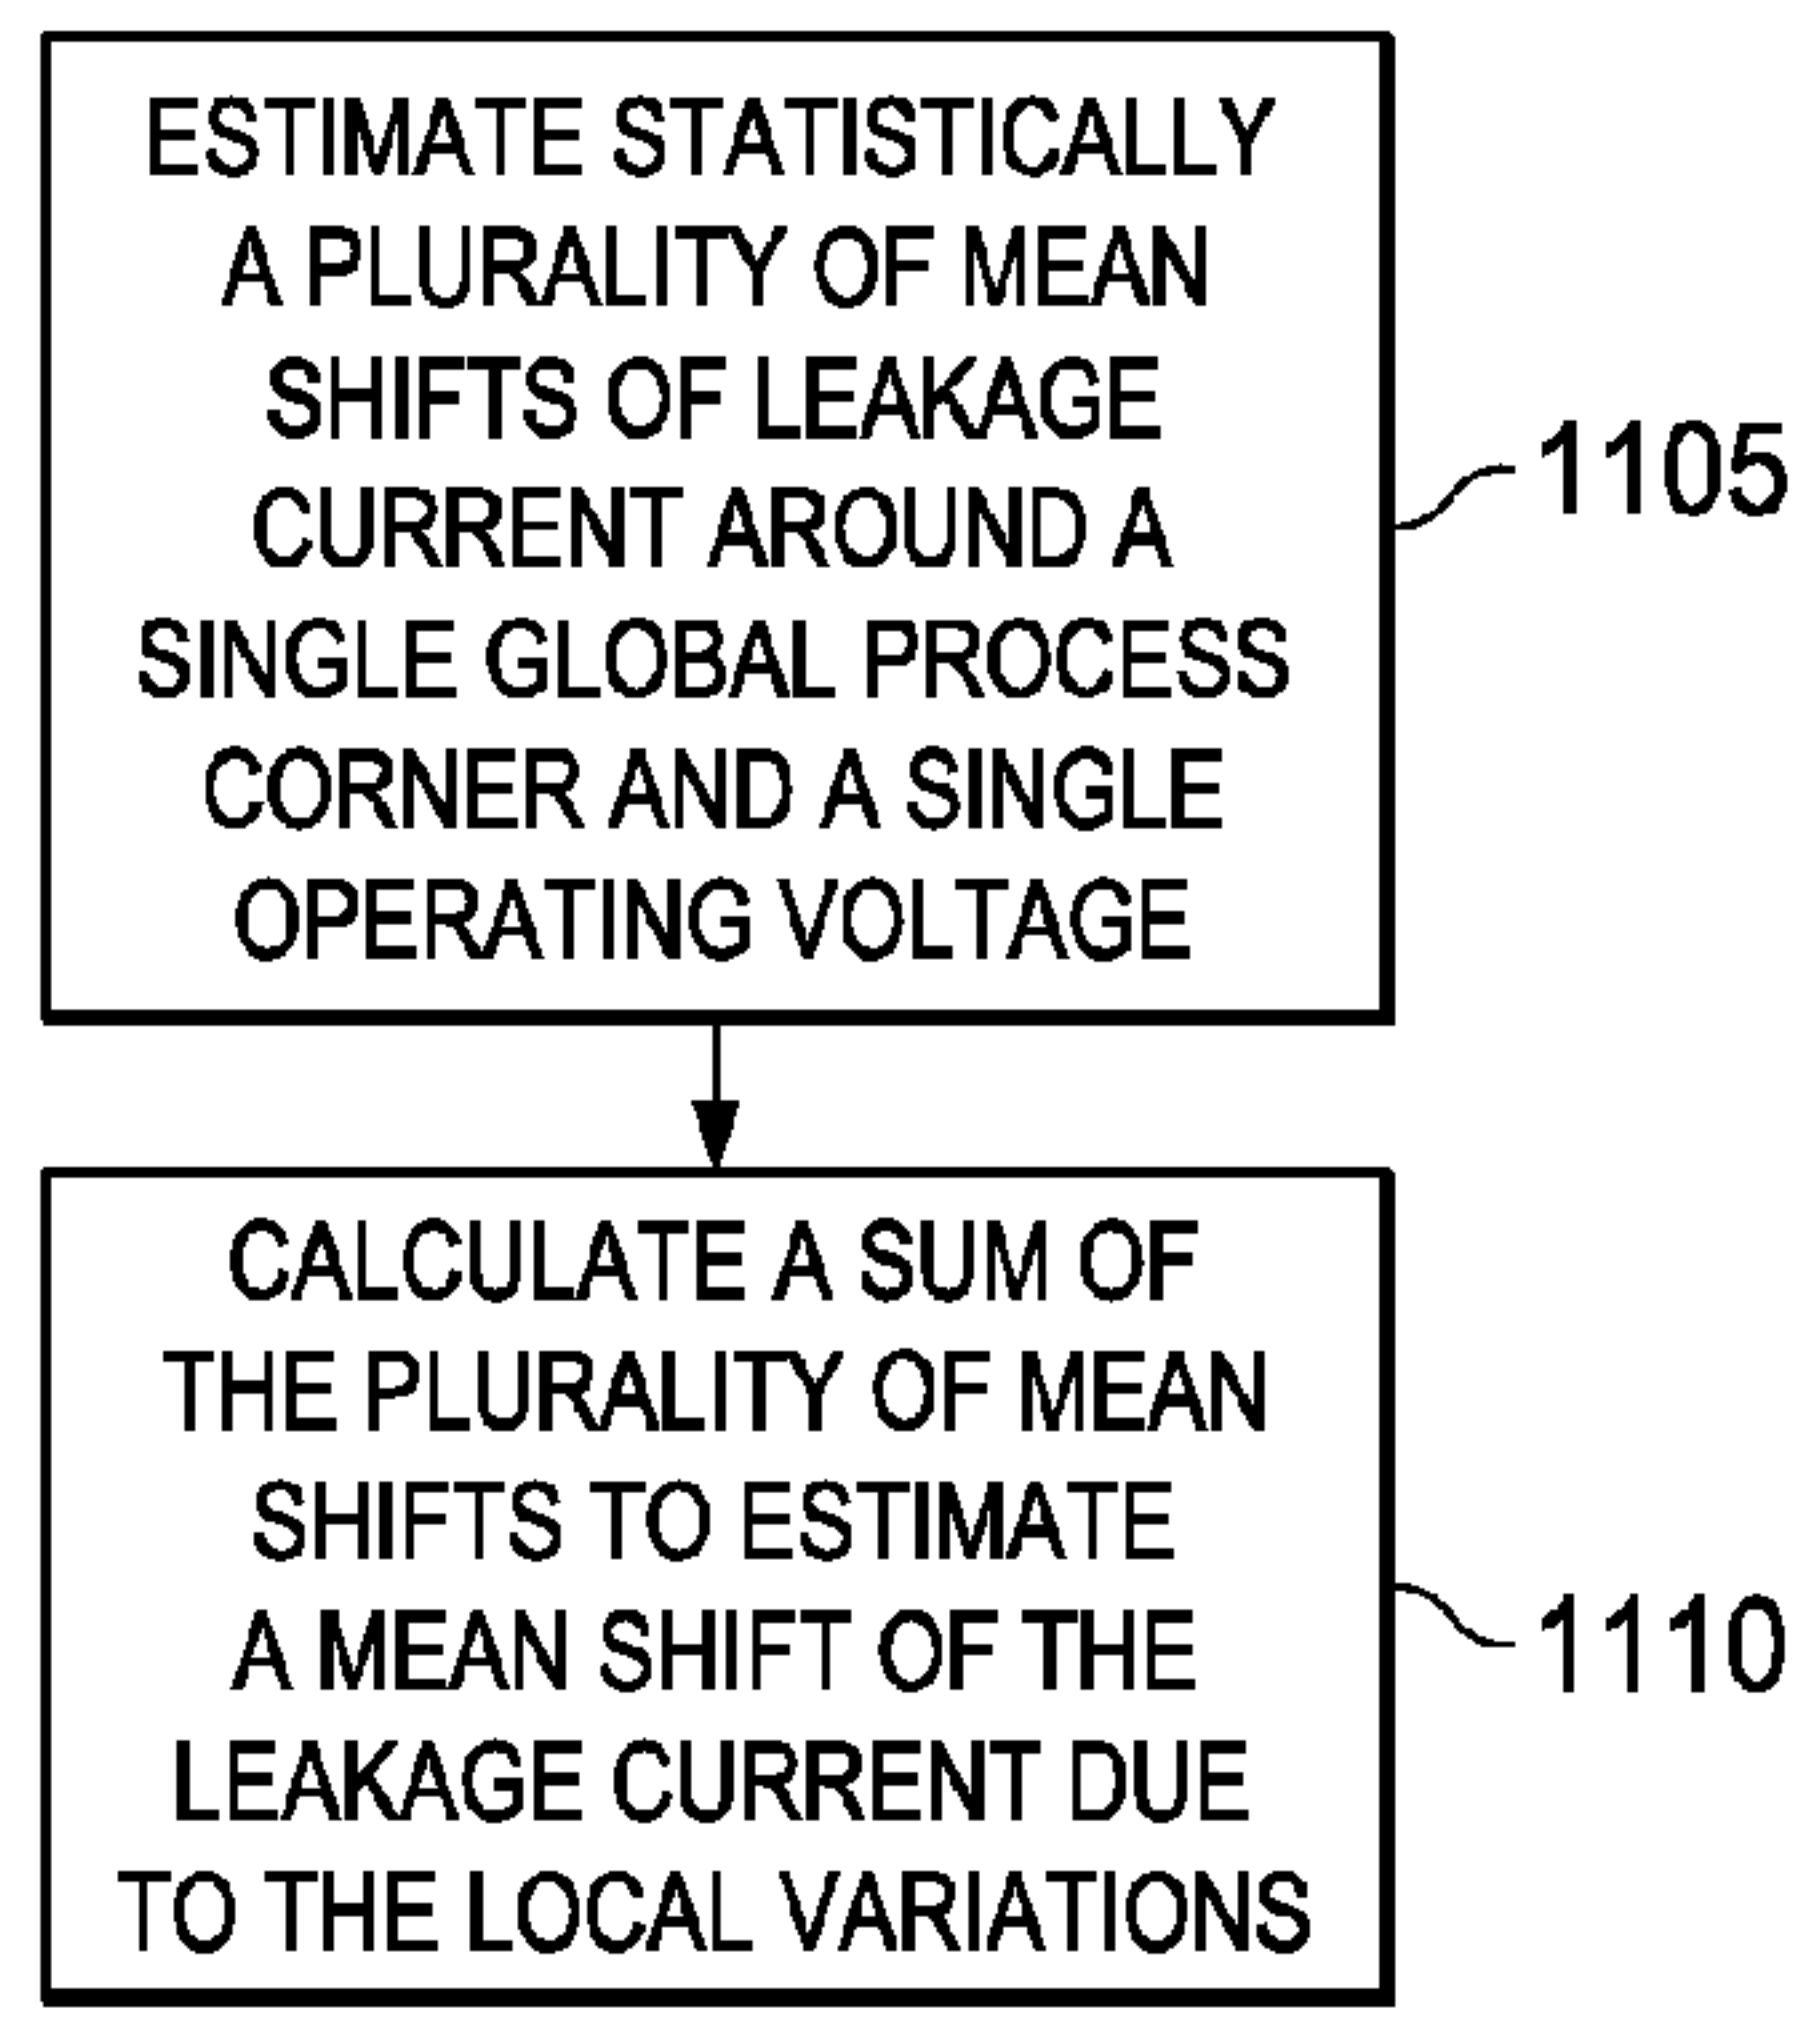 ESTIMATE STATISTICALLY
A PLURALITY OF MEAN
SHIFTS OF LEAKAGE
CURRENT AROUND A
SINGLE GLOBAL PROCESS
CORNER AND A SINGLE
OPERATING VOLTAGE
1105
CALCULATE A SUM OF
THE PLURALITY OF MEAN
SHIFTS TO ESTIMATE
A MEAN SHIFT OF THE
LEAKAGE CURRENT DUE
TO THE LOCAL VARIATIONS
1110